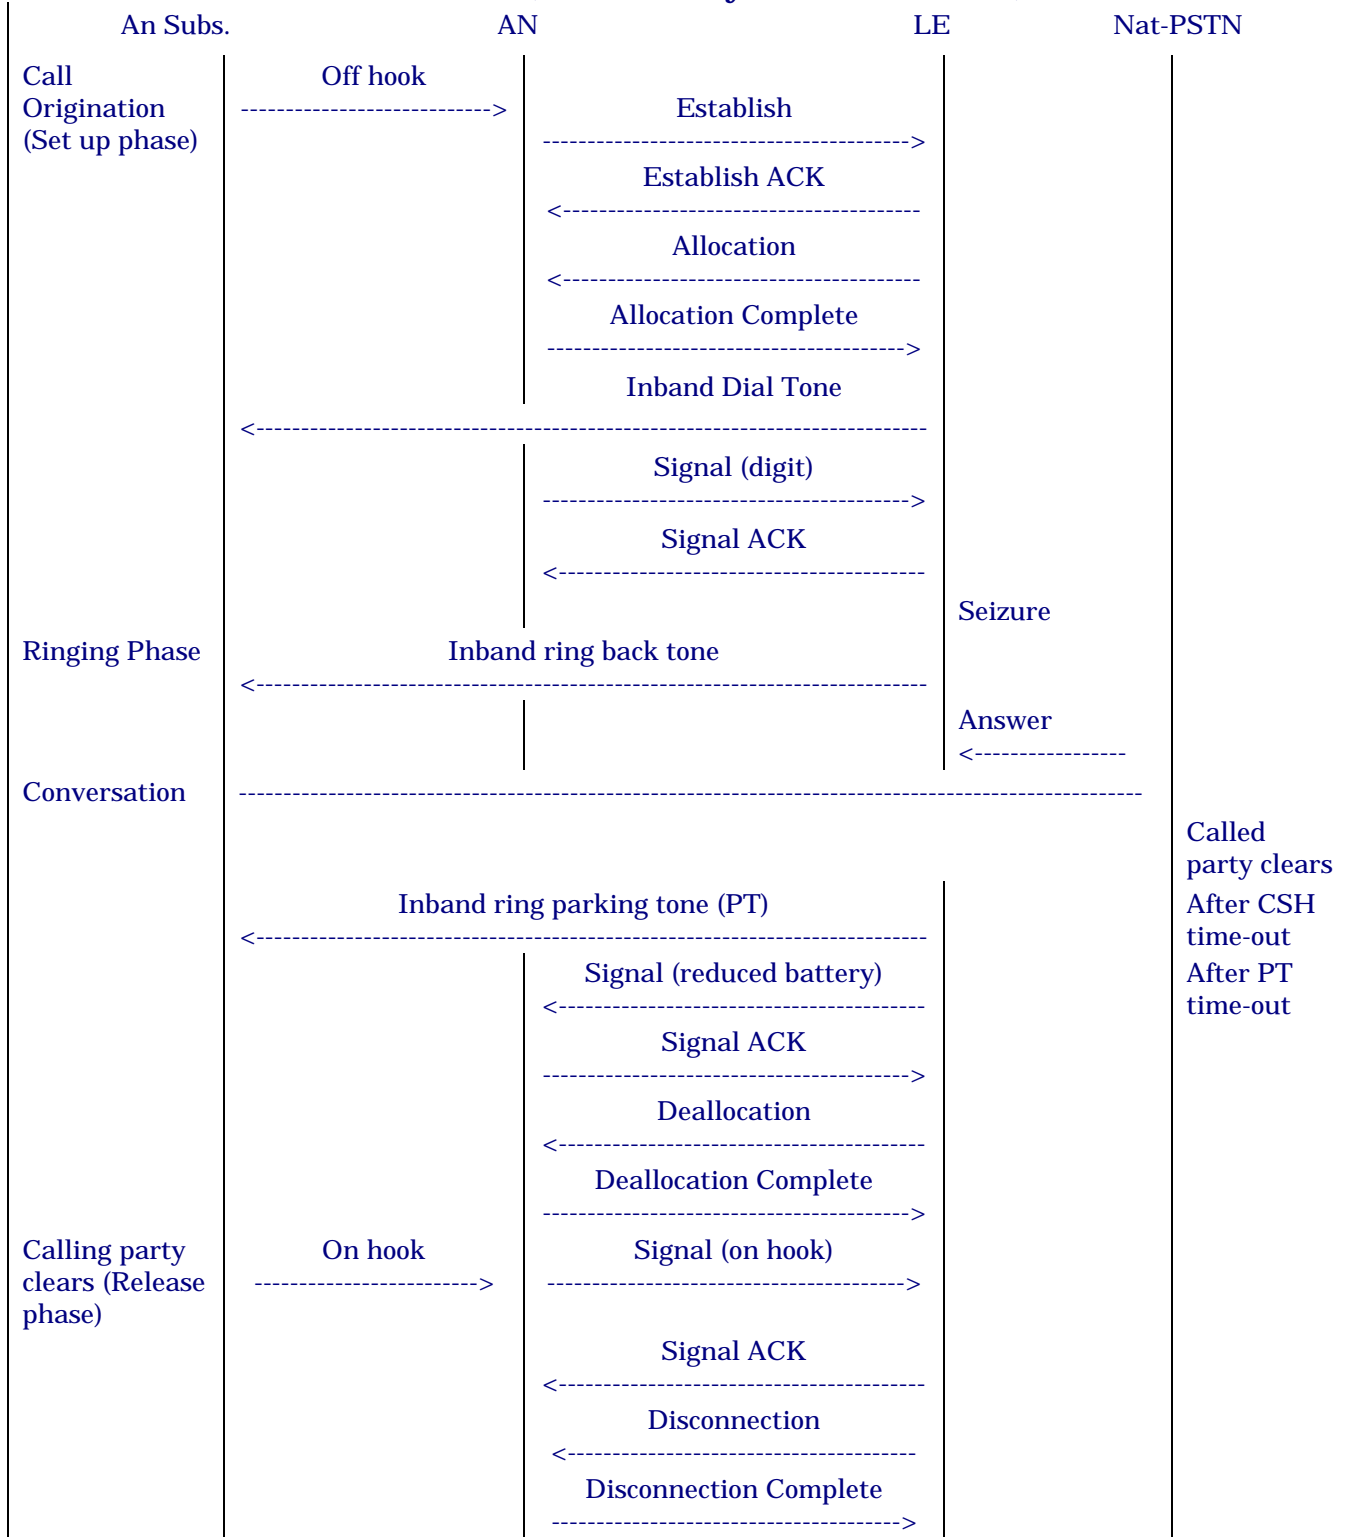 An Subs. AN LE Nat-PSTN
Call Off hook
Origination ----------------------------> Establish
(Set up phase) ----------------------------------------->
Establish ACK
<----------------------------------------
Allocation
<----------------------------------------
Allocation Complete
---------------------------------------->
Inband Dial Tone
<---------------------------------------------------------------------------
Signal (digit)
----------------------------------------->
Signal ACK
<-----------------------------------------
Seizure
Ringing Phase Inband ring back tone
<---------------------------------------------------------------------------
Answer
<-----------------
Conversation -----------------------------------------------------------------------------------------------------
Called
party clears
Inband ring parking tone (PT) After CSH
<--------------------------------------------------------------------------- time-out
Signal (reduced battery) After PT
<----------------------------------------- time-out
Signal ACK
----------------------------------------->
Deallocation
<-----------------------------------------
Deallocation Complete
----------------------------------------->
Calling party On hook Signal (on hook)
clears (Release -------------------------> ---------------------------------------->
phase)
Signal ACK
<-----------------------------------------
Disconnection
<---------------------------------------
Disconnection Complete
--------------------------------------->